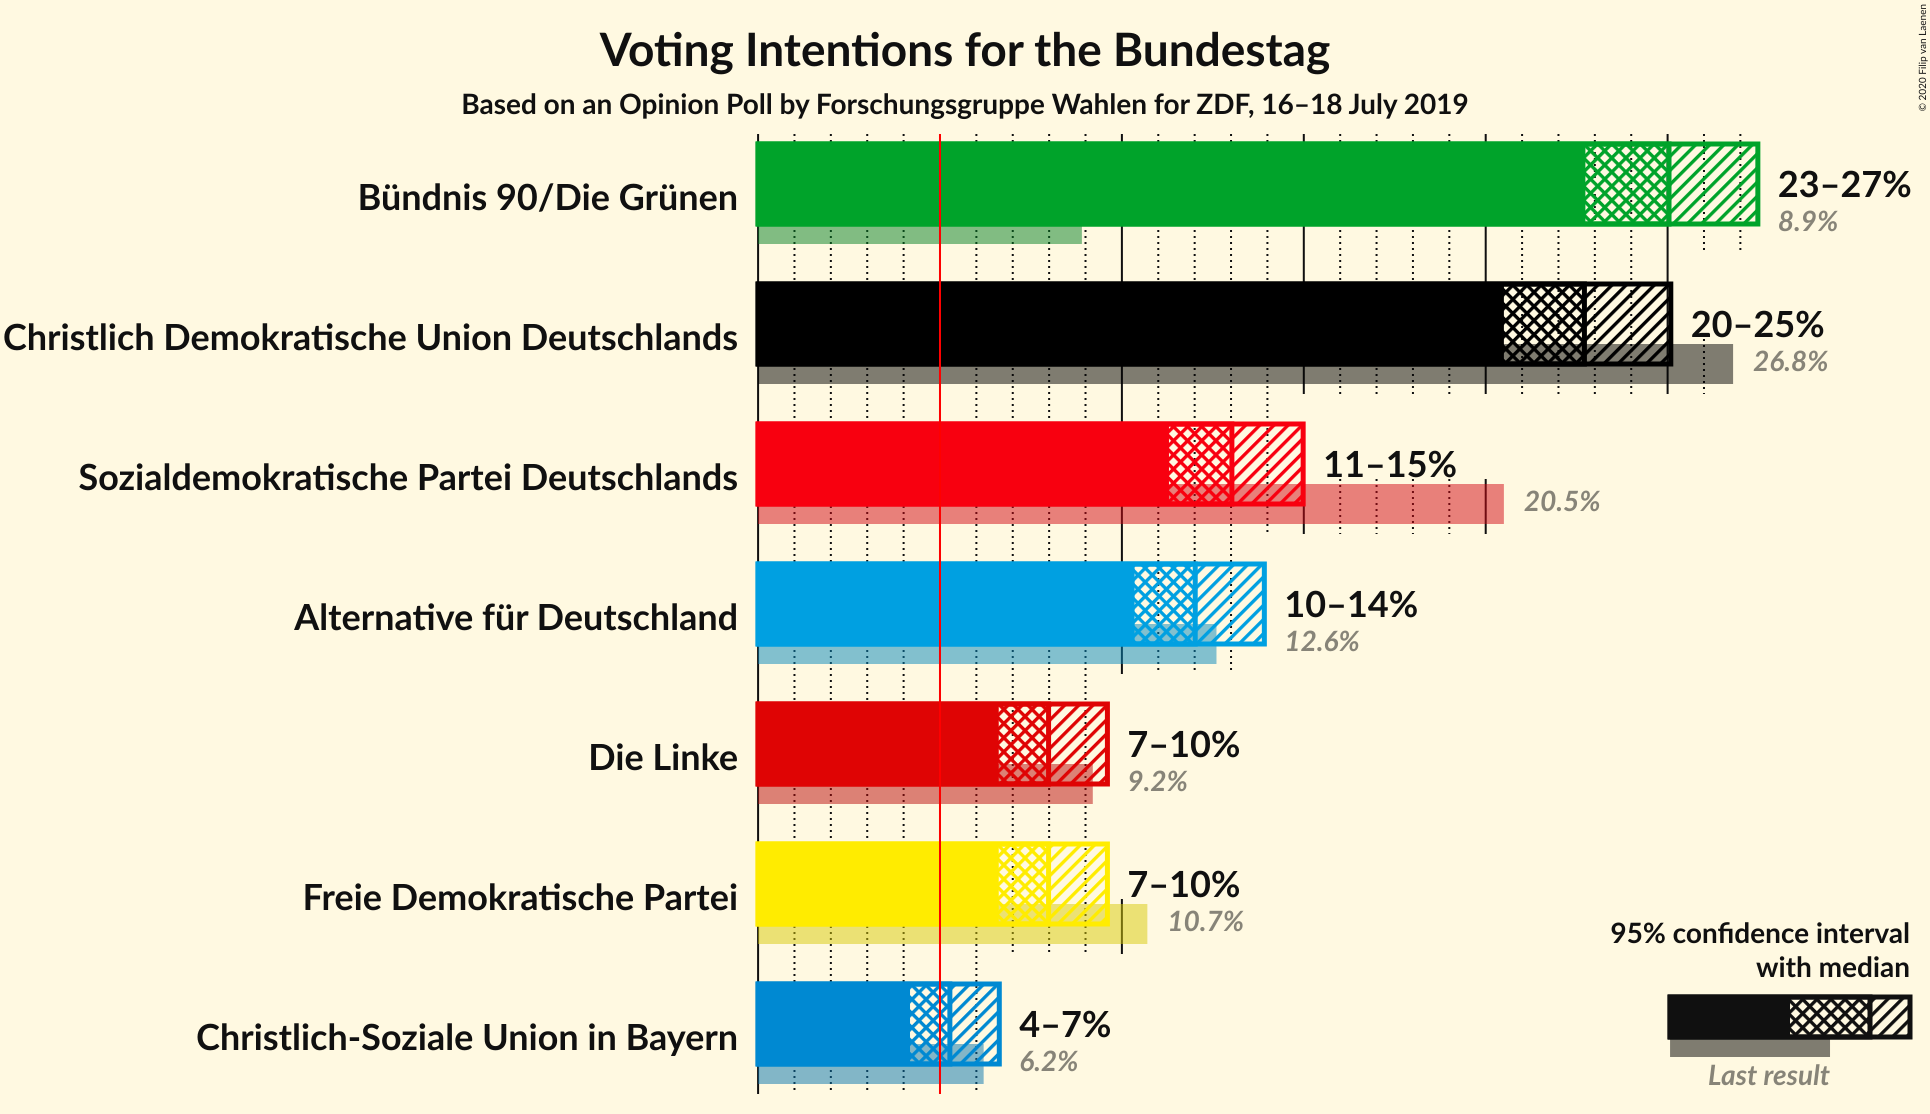 Voting Intentions for the Bundestag
Based on an Opinion Poll by Forschungsgruppe Wahlen for ZDF, 16–18 July 2019
© 2020 Filip van Laenen
Bündnis 90/Die Grünen
23–27%
8.9%
Christlich Demokratische Union Deutschlands
20–25%
26.8%
Sozialdemokratische Partei Deutschlands
11–15%
20.5%
Alternative für Deutschland
10–14%
12.6%
Die Linke
7–10%
9.2%
Freie Demokratische Partei
7–10%
10.7%
Christlich-Soziale Union in Bayern
4–7%
6.2%
95% confidence interval
with median
Last result